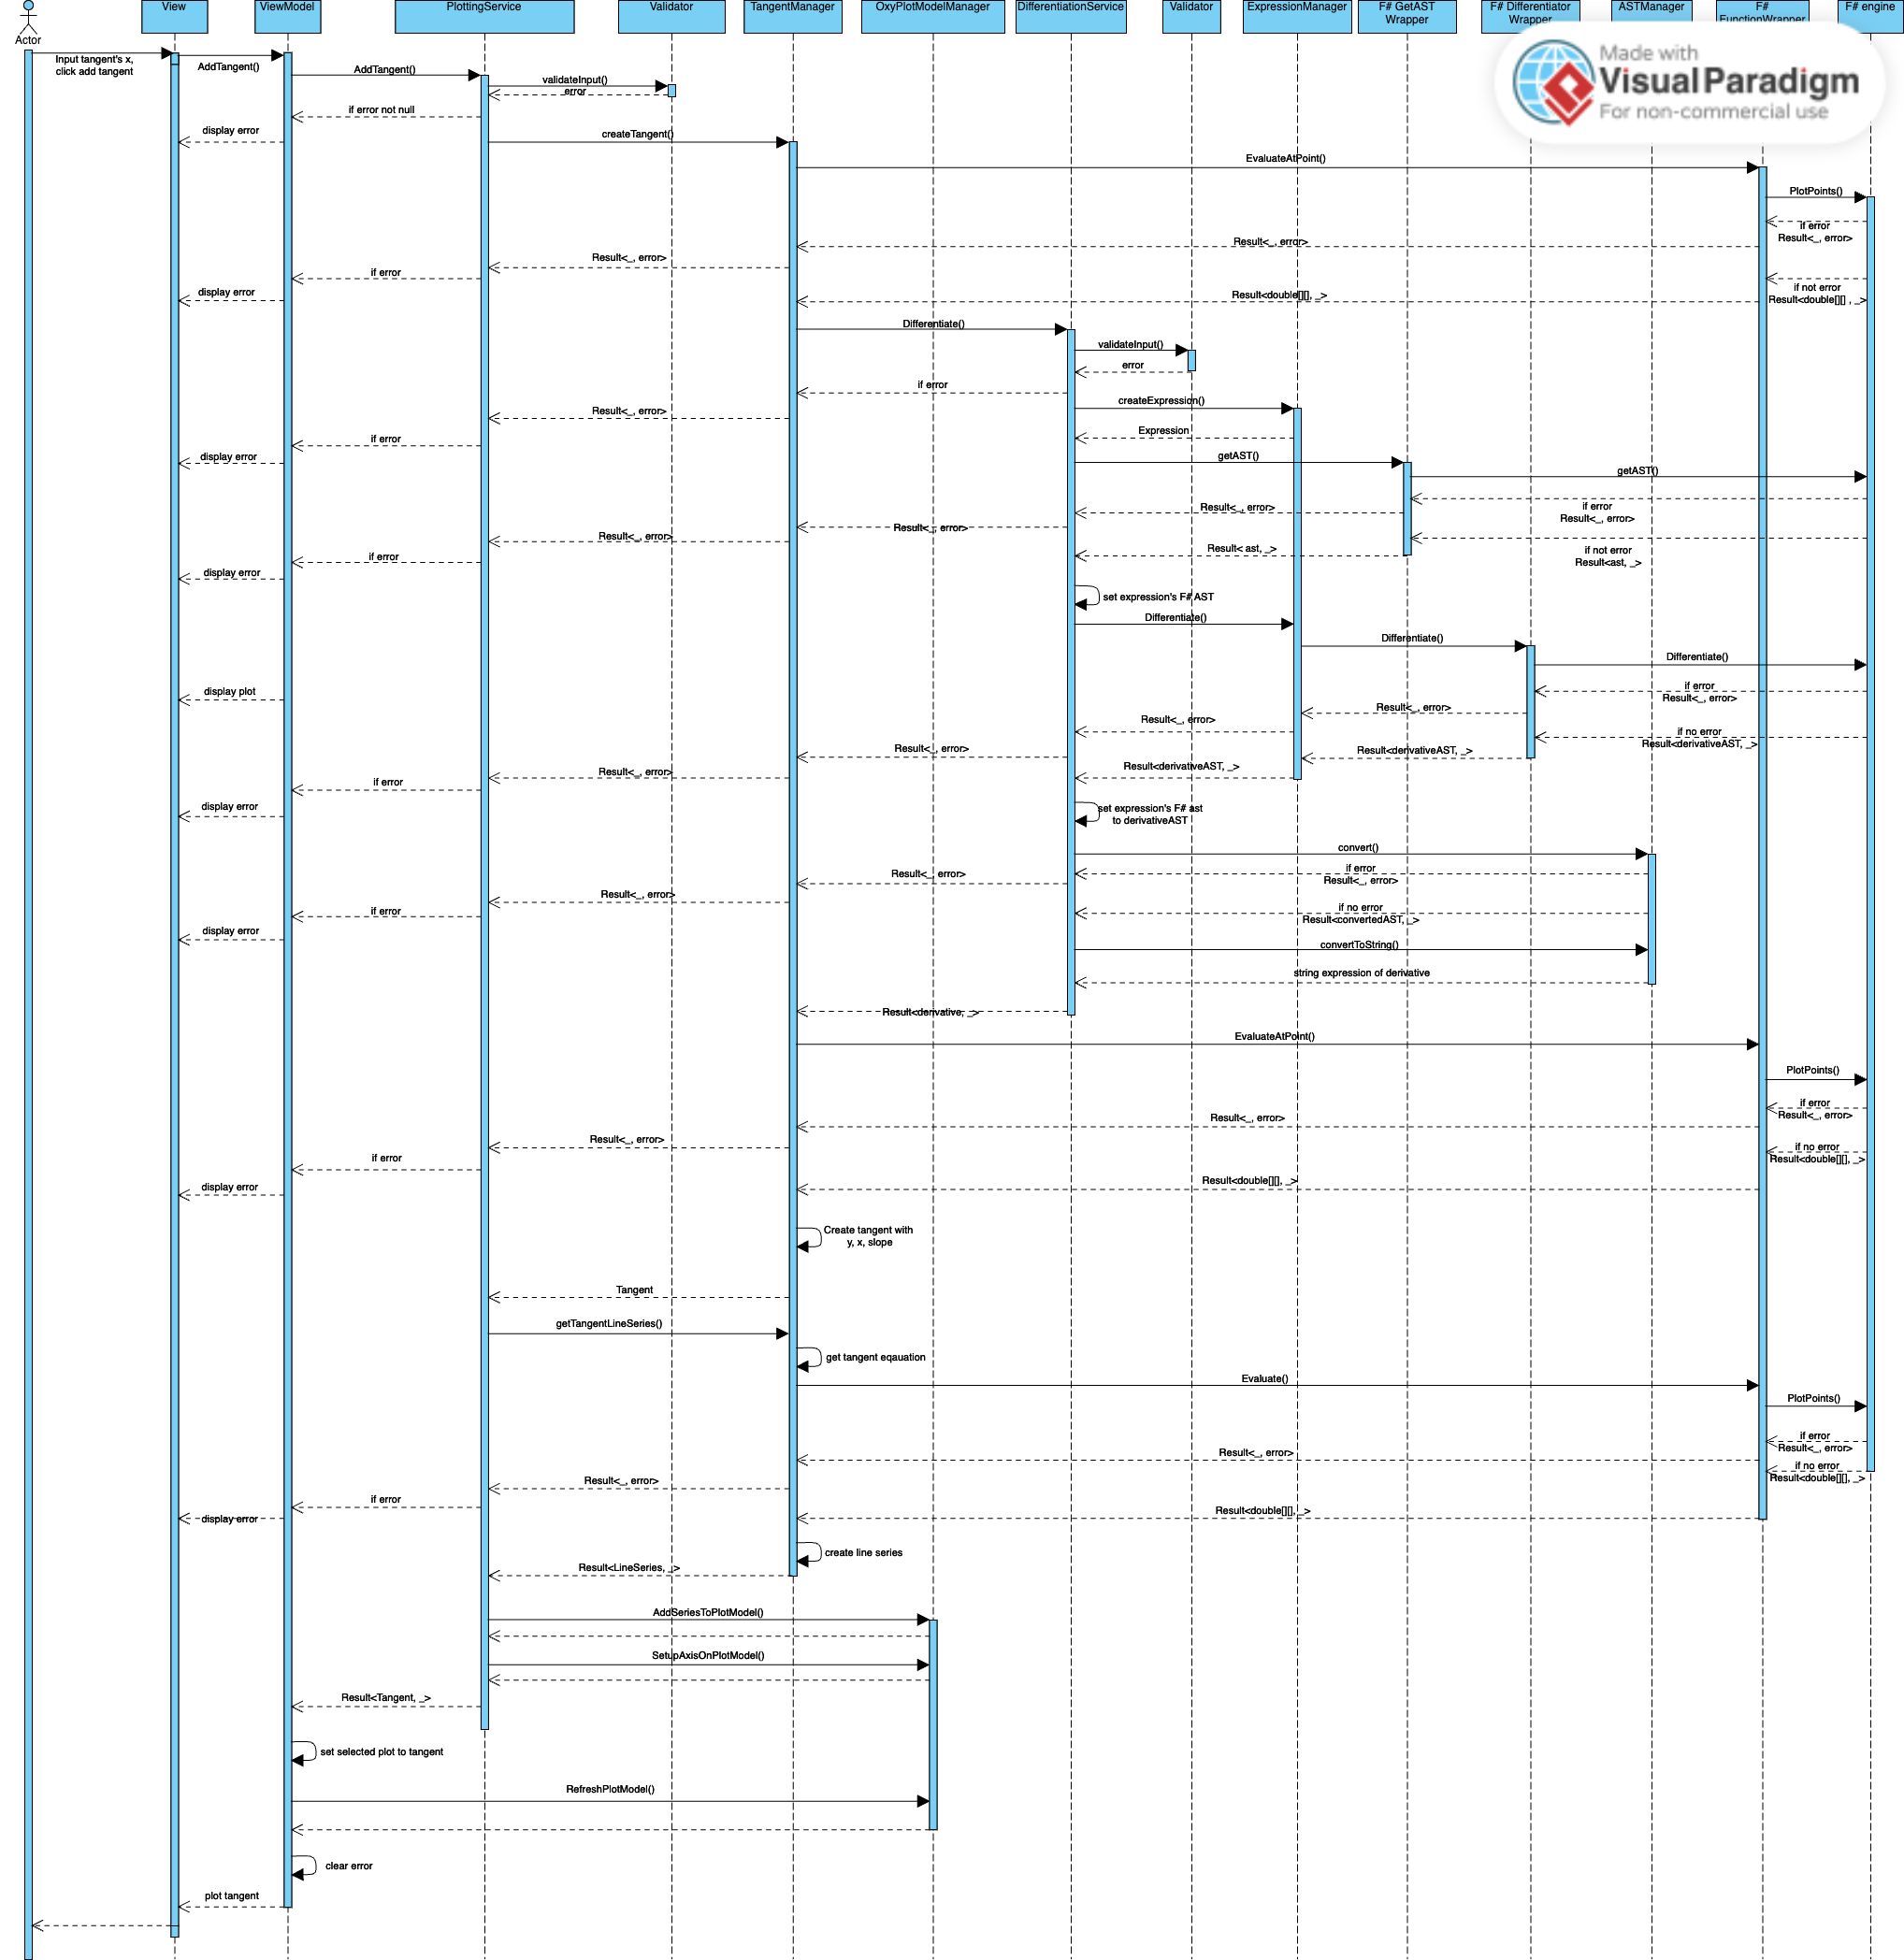 View
ViewModel
PlottingService
Validator
TangentManager
OxyPlotModelManager
DifferentiationService
Validator
ExpressionManager
F# GetAST
Wrapper
F# Differentiator
Wrapper
ASTManager
F#
FunctionWrapper
F# engine
Actor
Made with
Visual Paradigm
For non-commercial use
Input tangent's x,
click add tangent
AddTangent()
AddTangent()
validateInput()
error
if error not null
display error
createTangent()
EvaluateAtPoint()
PlotPoints()
if error
Result<_, error>
Result<_, error>
Result<_, error>
if error
display error
if not error
Result<double[][] , _>
Result<double[][], _>
Differentiate()
validateInput()
error
if error
Result<_, error>
if error
display error
createExpression()
Expression
getAST()
getAST()
if error
Result<_, error>
Result<_, error>
Result<_, error>
Result<_, error>
if error
display error
if not error
Result<ast, _>
Result< ast, _>
set expression's F# AST
Differentiate()
Differentiate()
Differentiate()
display plot
if error
Result<_, error>
Result<_, error>
Result<_, error>
Result<_, error>
Result<_, error>
if error
display error
if no error
Result<derivativeAST, _>
Result<derivativeAST, _>
Result<derivativeAST, _>
set expression's F# ast
to derivativeAST
convert()
if error
Result<_, error>
Result<_, error>
Result<_, error>
if error
display error
if no error
Result<convertedAST, _>
convertToString()
string expression of derivative
Result<derivative, _>
EvaluateAtPoint()
PlotPoints()
if error
Result<_, error>
Result<_, error>
Result<_, error>
if error
display error
if no error
Result<double[][], _>
Result<double[][], _>
Create tangent with
y, x, slope
Tangent
getTangentLineSeries()
get tangent eqauation
Evaluate()
PlotPoints()
if error
Result<_, error>
Result<_, error>
Result<_, error>
if error
display error
if no error
Result<double[][], _>
Result<double[][], _>
create line series
Result<LineSeries, _>
AddSeriesToPlotModel()
SetupAxisOnPlotModel()
Result<Tangent, _>
set selected plot to tangent
RefreshPlotModel()
clear error
plot tangent